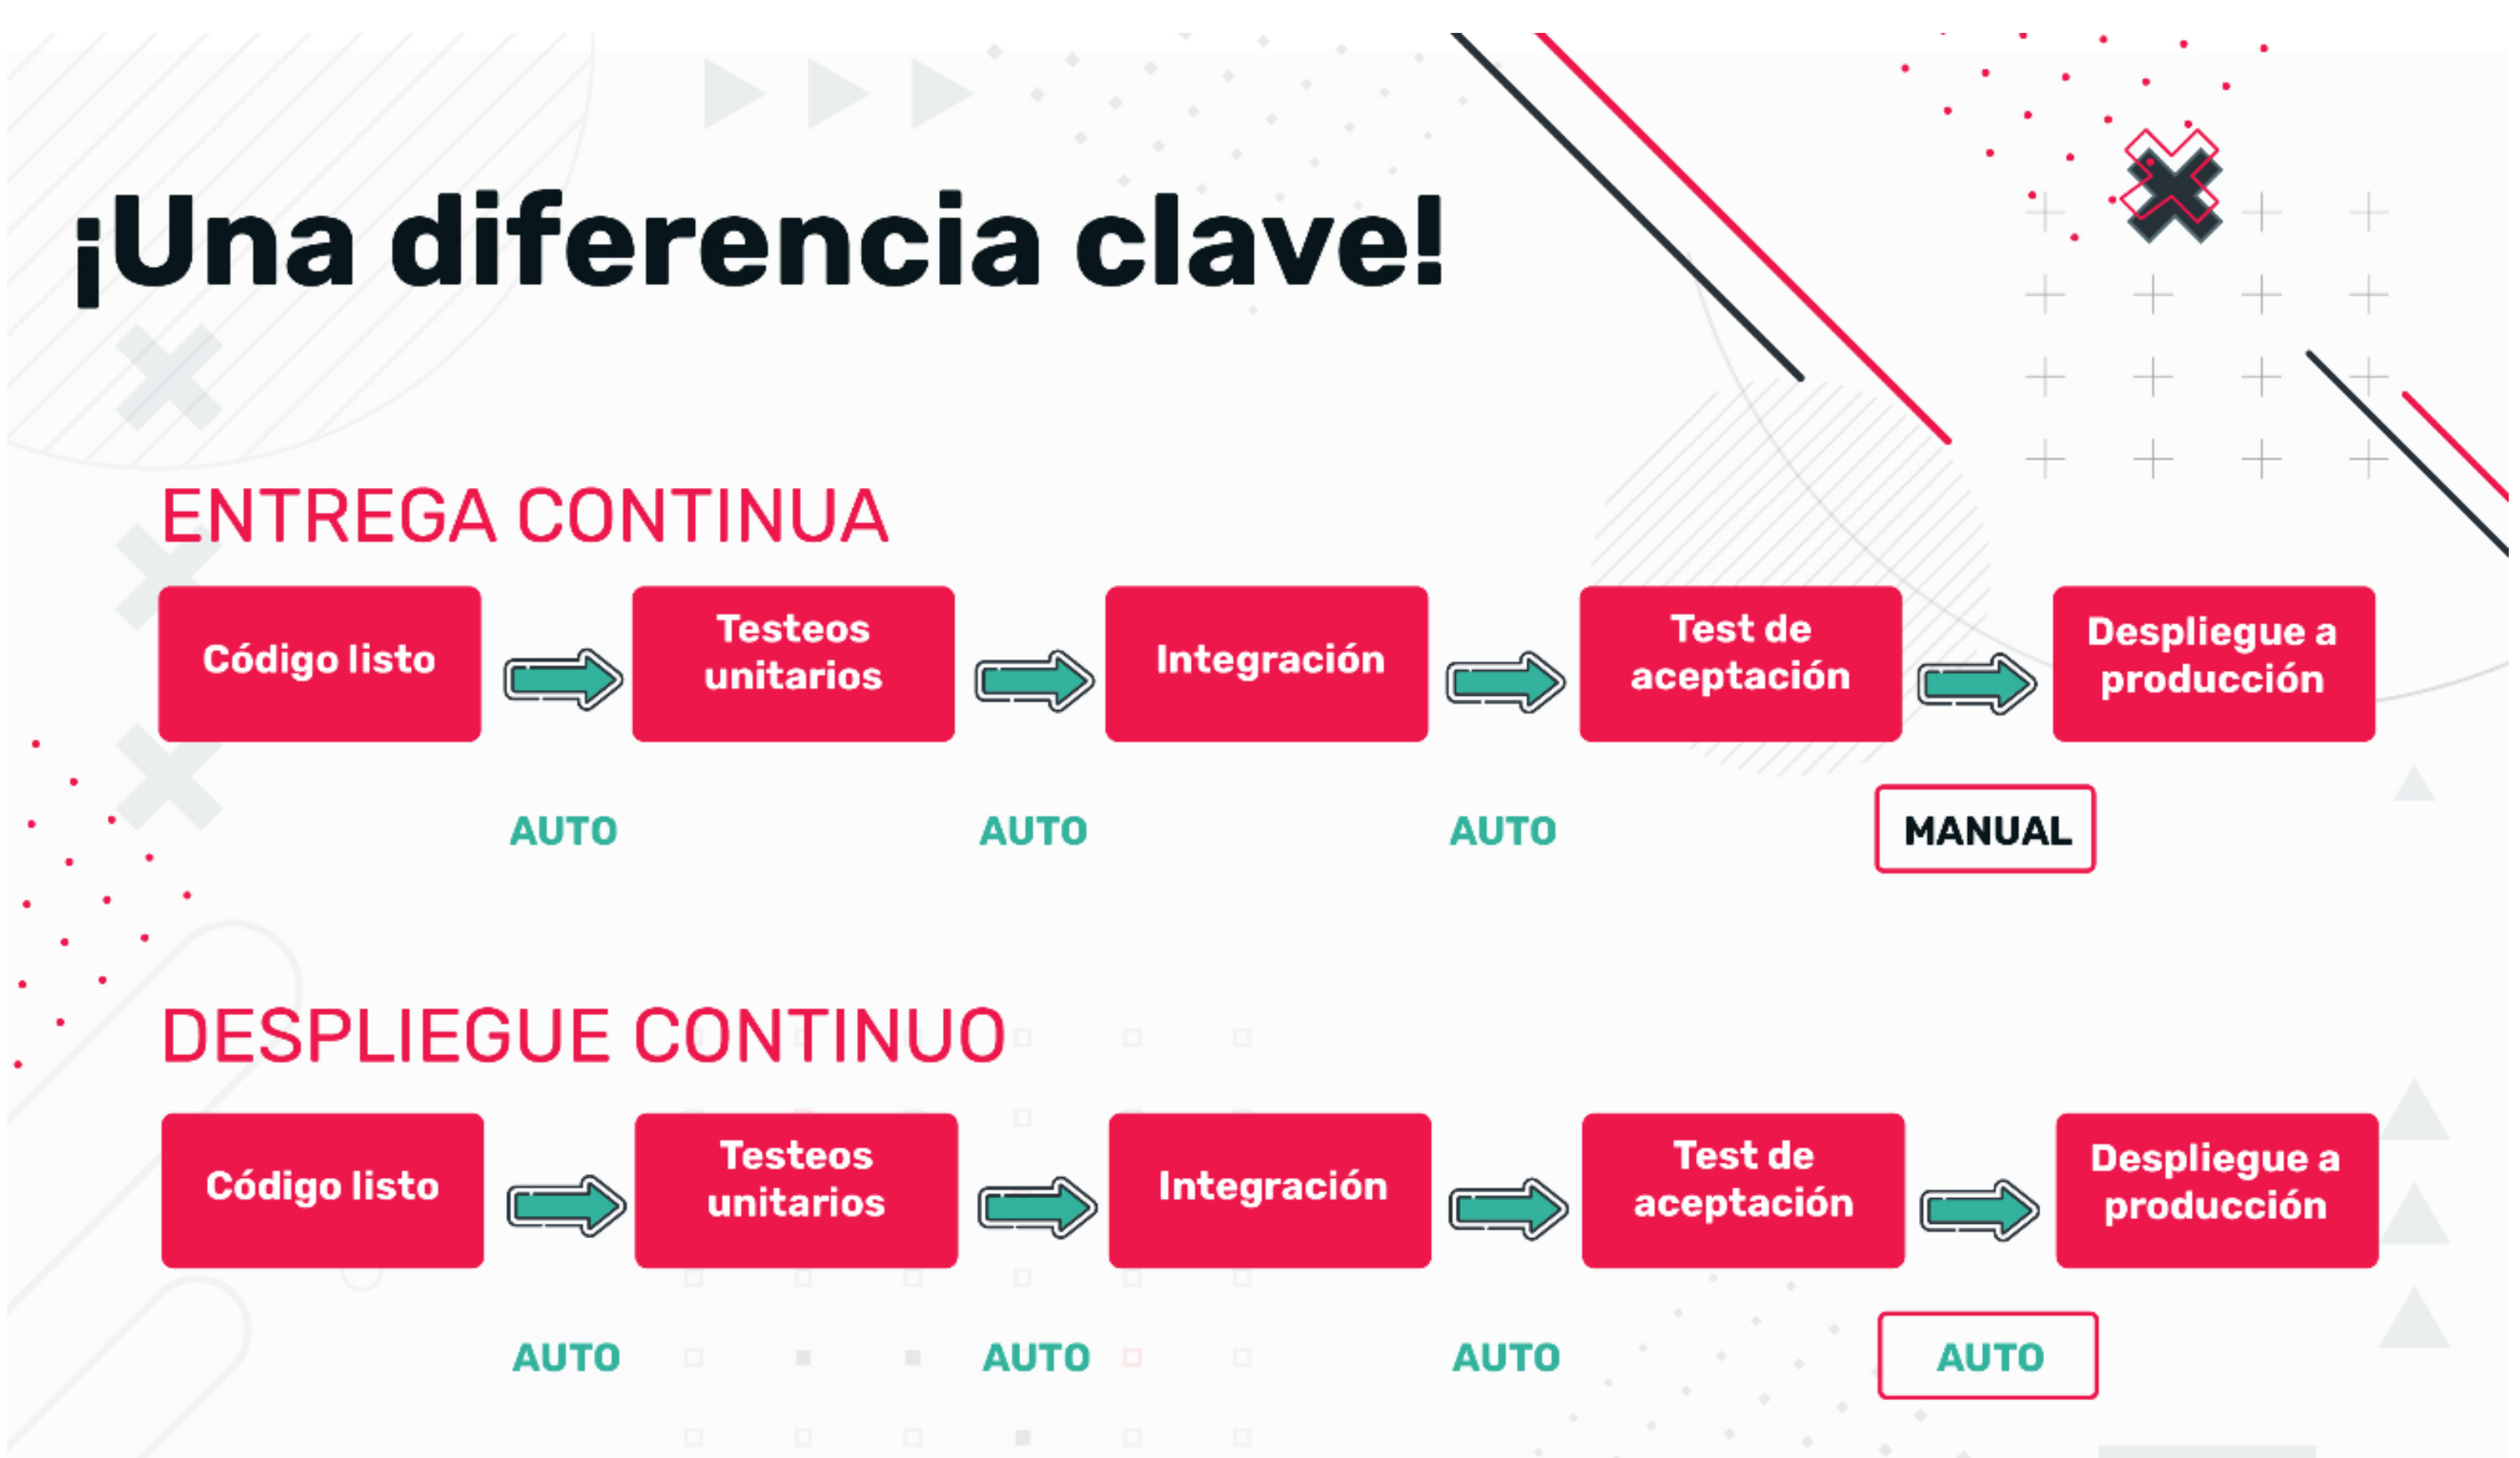 ¡Una diferencia clave!
ENTREGA CONTINUA
Código listo
Testeos
unitarios
Integración
Test de
aceptación
Despliegue a
producción
AUTO
AUTO
AUTO
MANUAL
DESPLIEGUE CONTINUO
Código listo
Testeos
unitarios
Integración
Test de
aceptación
Despliegue a
producción
AUTO
AUTO
AUTO
AUTO